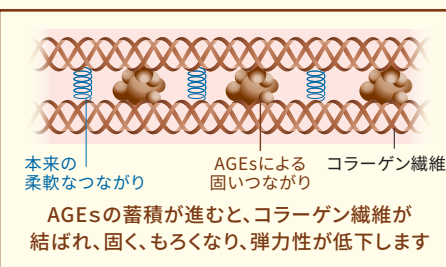 本来の
柔軟なつながり
AGEsによる
固いつながり
コラーゲン繊維
AGEsの蓄積が進むと、コラーゲン繊維が
結ばれ、固く、もろくなり、弾力性が低下します